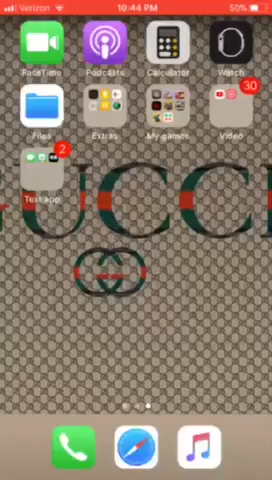 Verizon 10:44 PM 50%
FaceTime Podcasts Calculator Watch
30
Files Extras My games Video
2
Text app
GUCCI